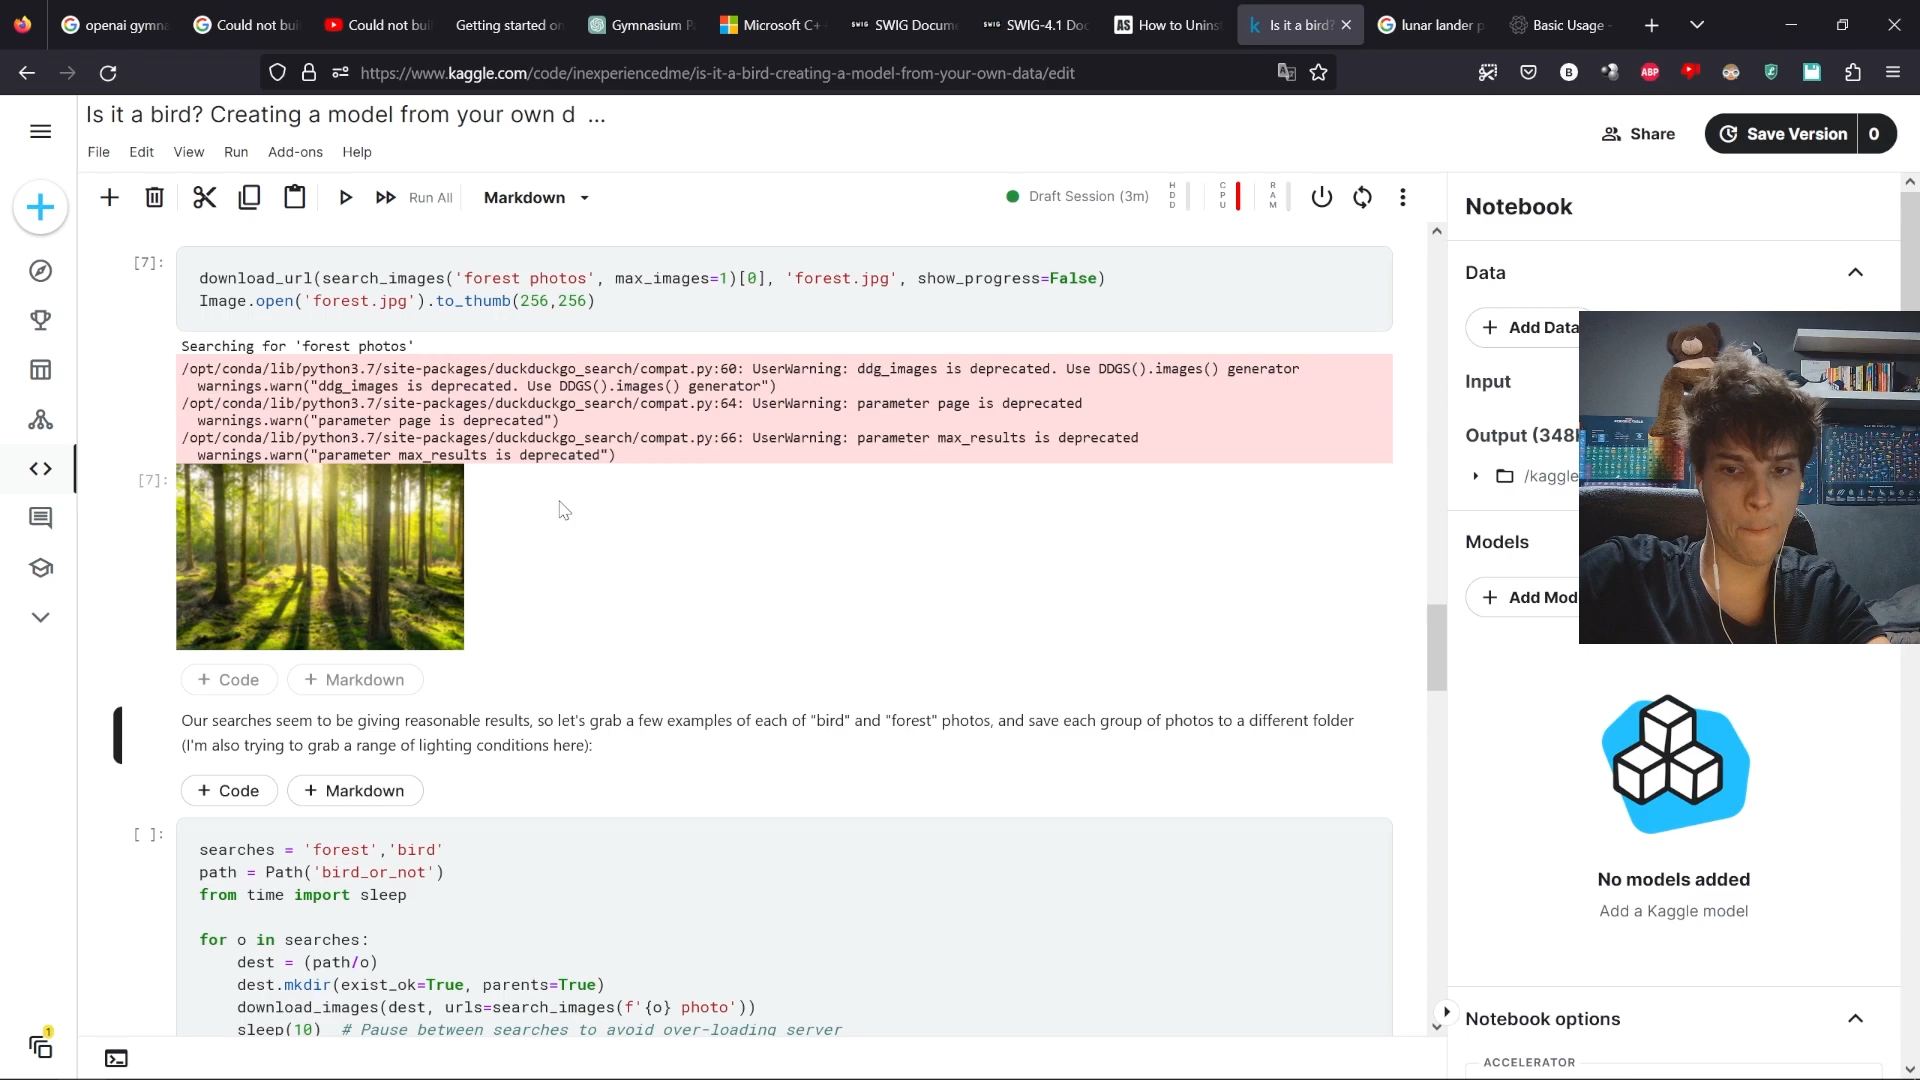 openai gymna
Could not bui
Could not bui
Getting started on
Gymnasium
Microsoft C++
SWIG Docume
SWIG-4.1 Doc
How to Unins
Is it a bird?
lunar lander p
Basic Usage -
https://www.kaggle.com/code/inexperiencedme/is-it-a-bird-creating-a-model-from-your-own-data/edit
Is it a bird? Creating a model from your own d ...
File Edit View Run Add-ons Help
Share
Save Version 0
Run All
Markdown
Draft Session (3m)
HDD
CPU
RAM
[7]:
download_url(search_images('forest photos', max_images=1)[0], 'forest.jpg', show_progress=False)
Image.open('forest.jpg').to_thumb(256,256)
Searching for 'forest photos'
/opt/conda/lib/python3.7/site-packages/duckduckgo_search/compat.py:60: UserWarning: ddg_images is deprecated. Use DDGS().images() generator
warnings.warn("ddg_images is deprecated. Use DDGS().images() generator")
/opt/conda/lib/python3.7/site-packages/duckduckgo_search/compat.py:64: UserWarning: parameter page is deprecated
warnings.warn("parameter page is deprecated")
/opt/conda/lib/python3.7/site-packages/duckduckgo_search/compat.py:66: UserWarning: parameter max_results is deprecated
warnings.warn("parameter max_results is deprecated")
[7]:
+ Code + Markdown
Our searches seem to be giving reasonable results, so let's grab a few examples of each of "bird" and "forest" photos, and save each group of photos to a different folder
(I'm also trying to grab a range of lighting conditions here):
+ Code + Markdown
[ ]:
searches = 'forest','bird'
path = Path('bird_or_not')
from time import sleep
for o in searches:
dest = (path/o)
dest.mkdir(exist_ok=True, parents=True)
download_images(dest, urls=search_images(f'{o} photo'))
sleep(10) # Pause between searches to avoid over-loading server
1
Notebook
Data
+ Add Data
Input
Output (348
/kaggle
Models
+ Add Mod
No models added
Add a Kaggle model
Notebook options
ACCELERATOR